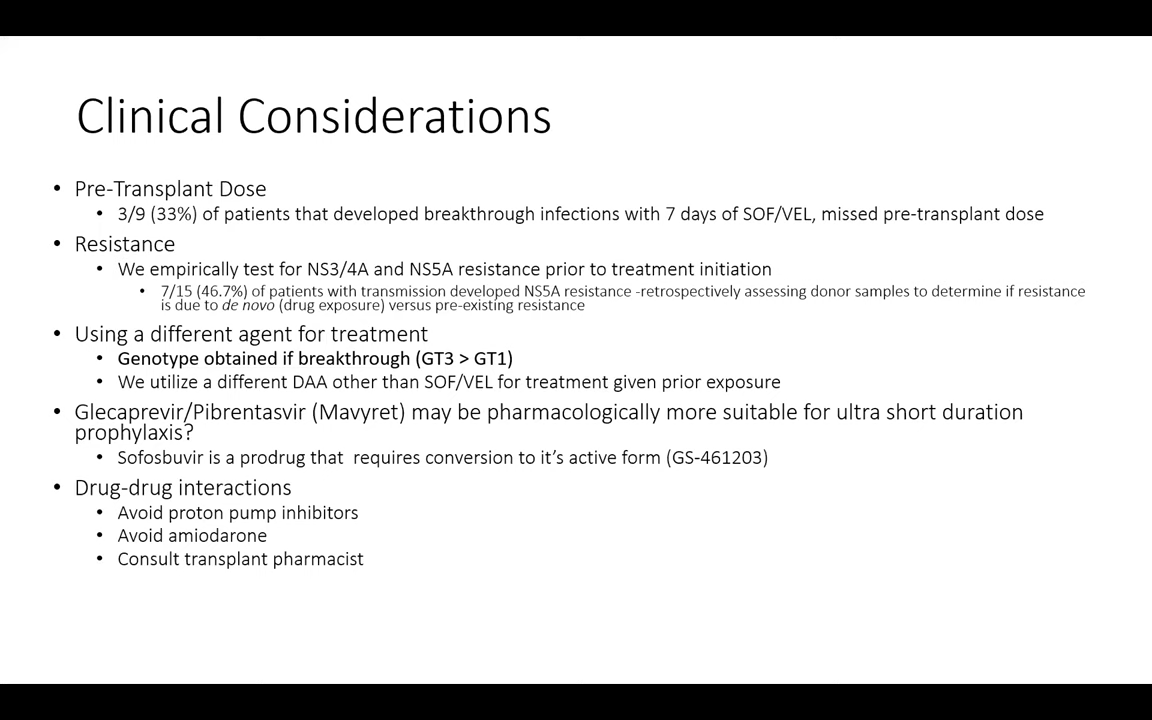 Clinical Considerations
• Pre-Transplant Dose
• 3/9 (33%) of patients that developed breakthrough infections with 7 days of SOF/VEL, missed pre-transplant dose
• Resistance
• We empirically test for NS3/4A and NS5A resistance prior to treatment initiation
• 7/15 (46.7%) of patients with transmission developed NS5A resistance -retrospectively assessing donor samples to determine if resistance
is due to de novo (drug exposure) versus pre-existing resistance
• Using a different agent for treatment
• Genotype obtained if breakthrough (GT3 > GT1)
• We utilize a different DAA other than SOF/VEL for treatment given prior exposure
• Glecaprevir/Pibrentasvir (Mavyret) may be pharmacologically more suitable for ultra short duration
prophylaxis?
• Sofosbuvir is a prodrug that  requires conversion to it’s active form (GS-461203)
• Drug-drug interactions
• Avoid proton pump inhibitors
• Avoid amiodarone
• Consult transplant pharmacist